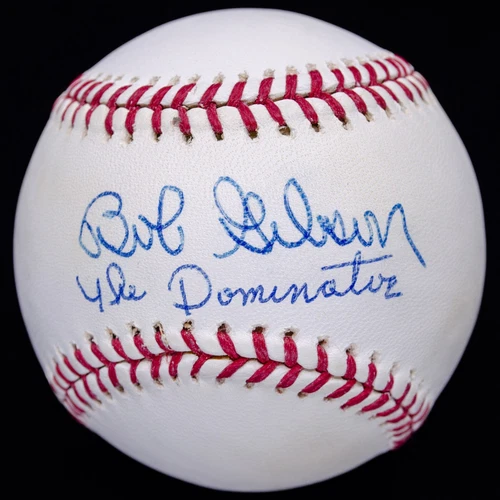 Bob Gibson
The Dominator